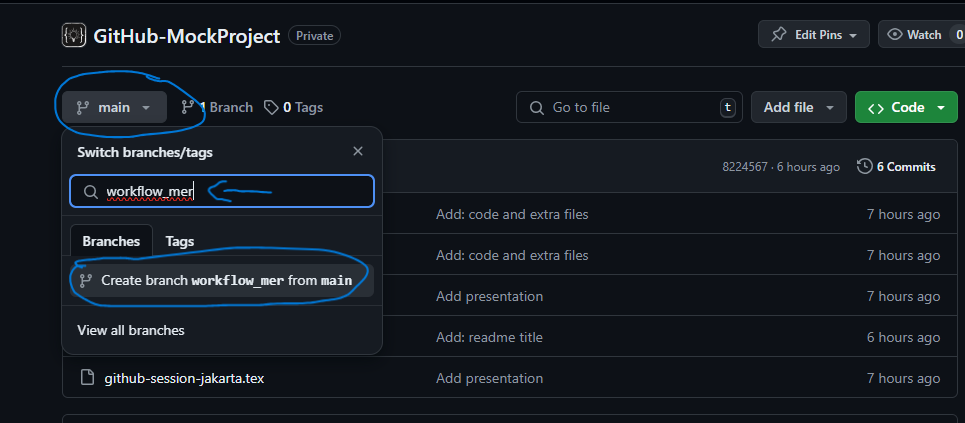 GitHub-MockProject Private
Edit Pins
Watch 0
main
1 Branch
0 Tags
Go to file t
Add file
Code
Switch branches/tags
workflow_mer
Branches
Tags
Create branch workflow_mer from main
View all branches
8224567 · 6 hours ago
6 Commits
Add: code and extra files 7 hours ago
Add: code and extra files 7 hours ago
Add presentation 7 hours ago
Add: readme title 6 hours ago
github-session-jakarta.tex Add presentation 7 hours ago